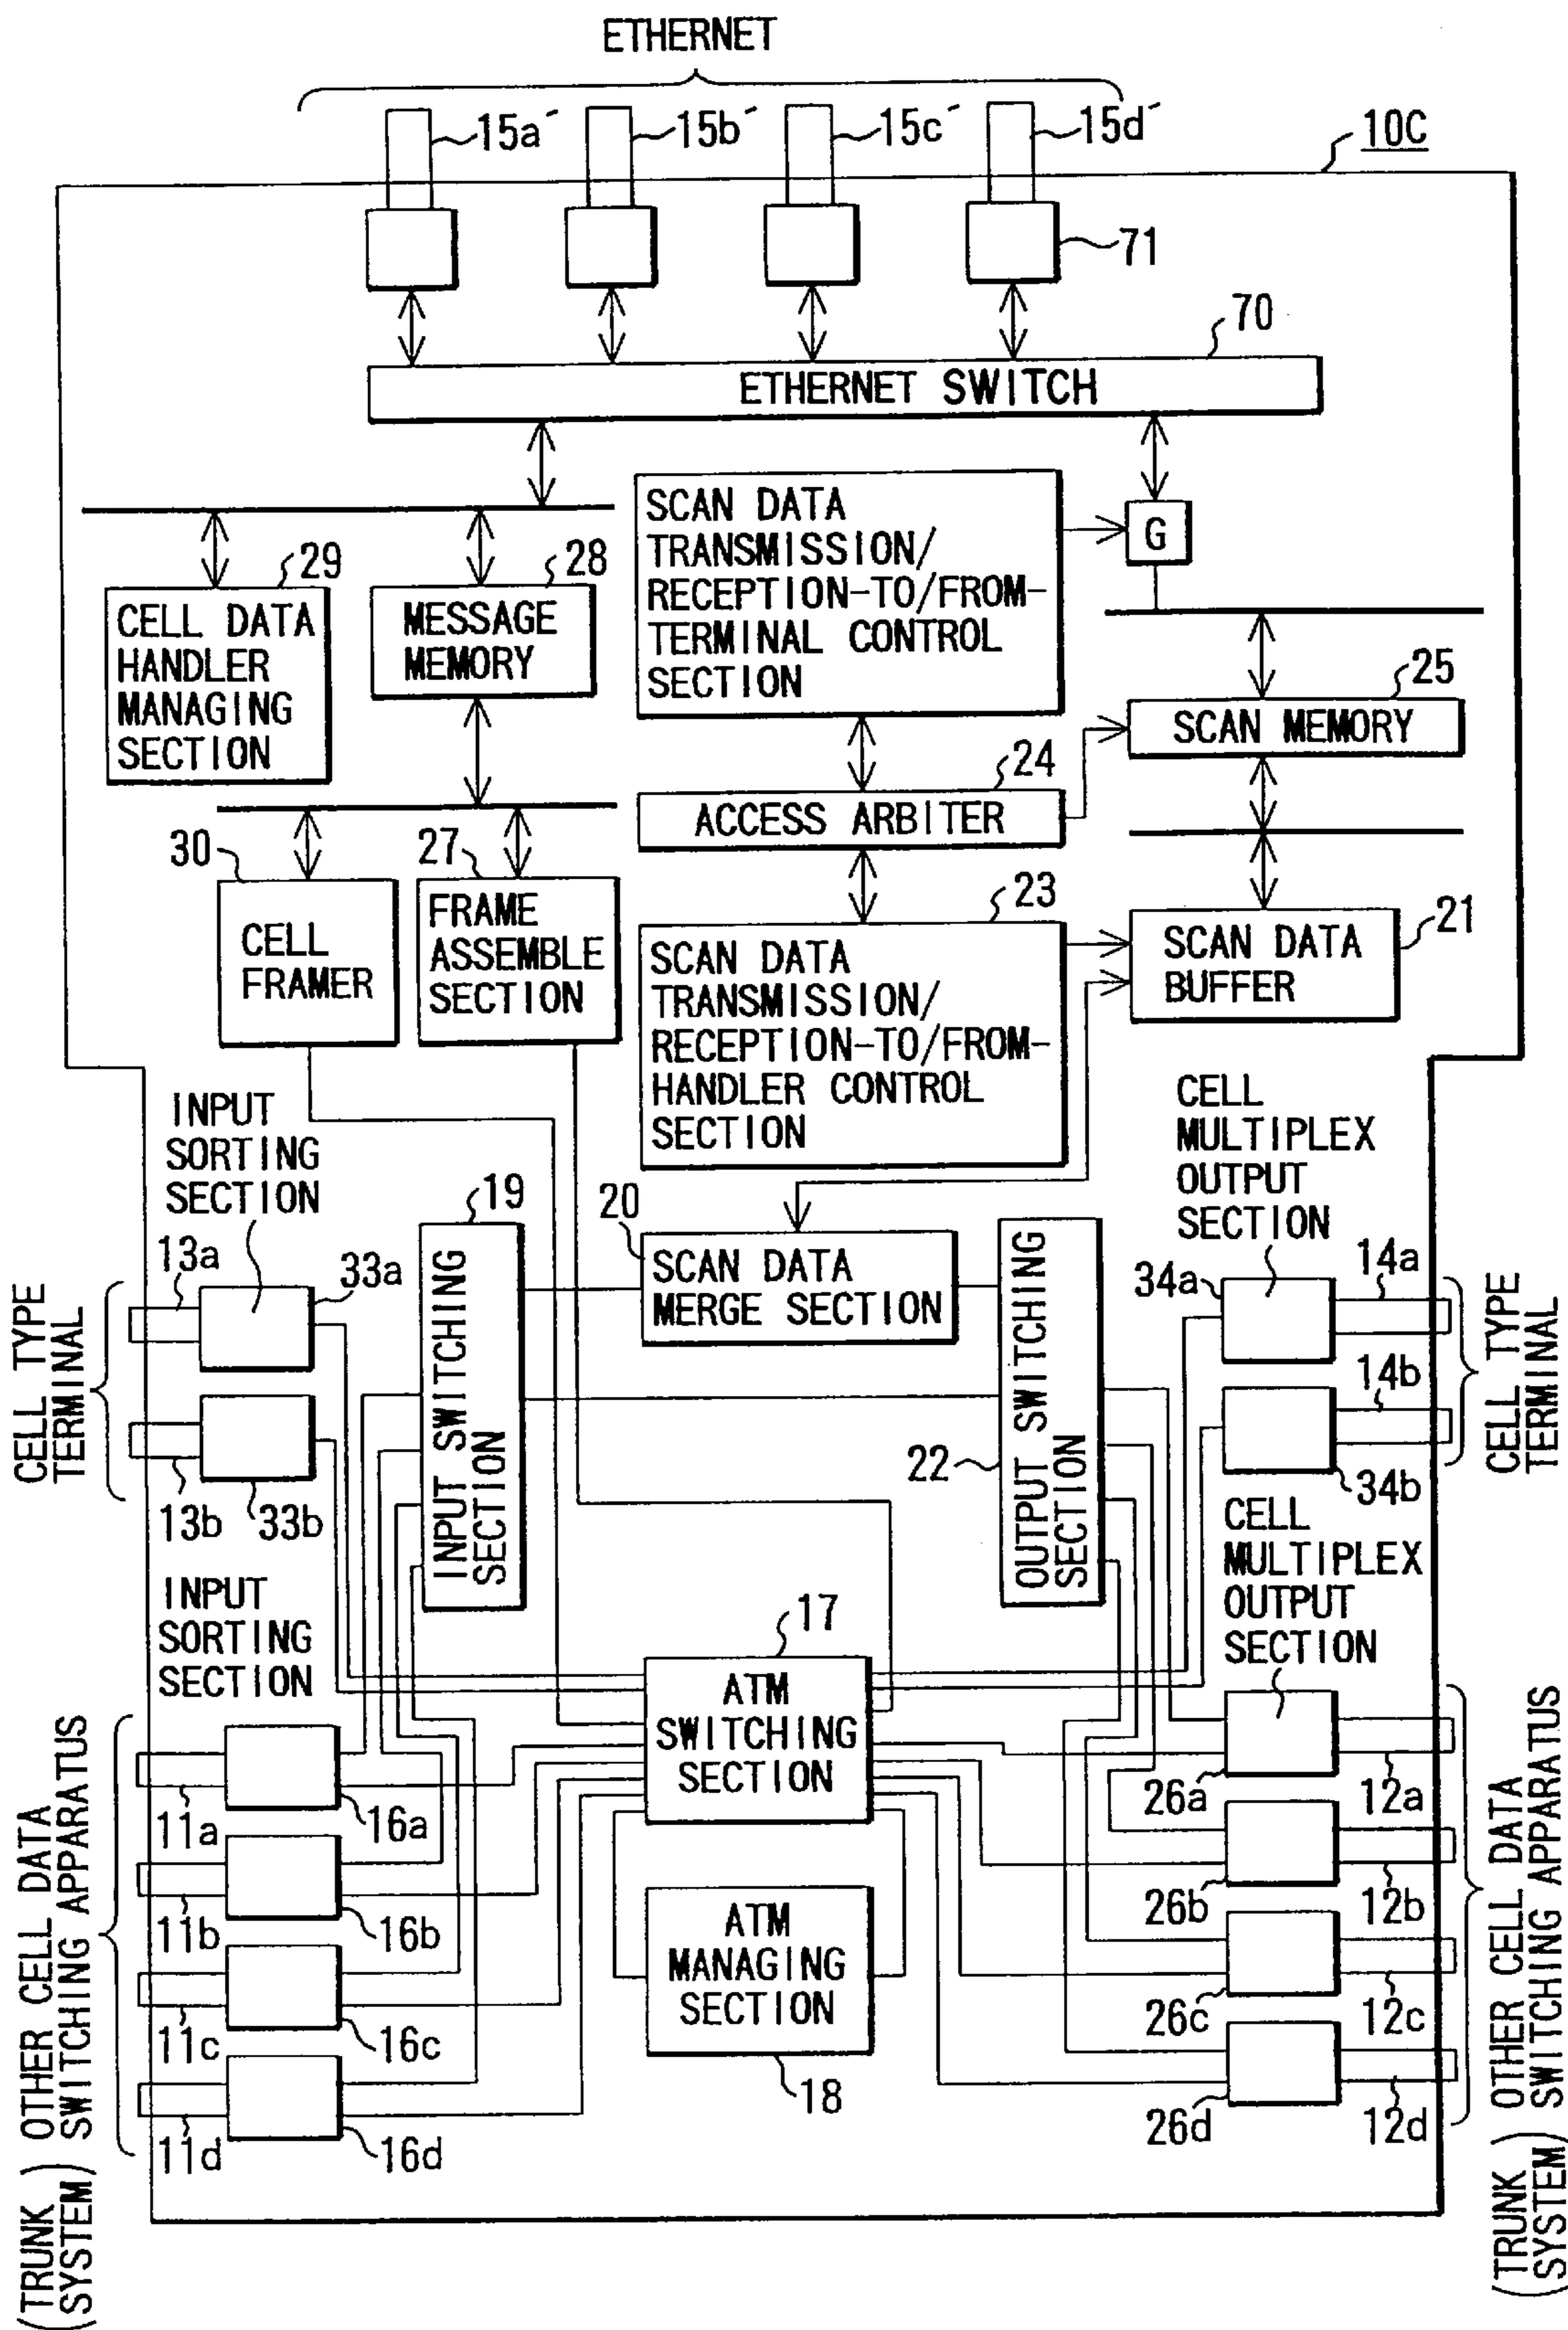 ETHERNET
15a´
15b´
15c´
15d´
10C
71
70
ETHERNET SWITCH
SCAN DATA
TRANSMISSION/
RECEPTION-TO/FROM-
TERMINAL CONTROL
SECTION
G
29
CELL DATA
HANDLER
MANAGING
SECTION
28
MESSAGE
MEMORY
25
SCAN MEMORY
24
ACCESS ARBITER
30
CELL
FRAMER
27
FRAME
ASSEMBLE
SECTION
23
SCAN DATA
TRANSMISSION/
RECEPTION-TO/FROM-
HANDLER CONTROL
SECTION
21
SCAN DATA
BUFFER
INPUT
SORTING
SECTION
CELL
MULTIPLEX
OUTPUT
SECTION
19
INPUT SWITCHING
SECTION
20
SCAN DATA
MERGE SECTION
22
OUTPUT SWITCHING
SECTION
CELL TYPE
TERMINAL
13a
33a
13b
33b
34a
14a
14b
34b
CELL TYPE
TERMINAL
INPUT
SORTING
SECTION
CELL
MULTIPLEX
OUTPUT
SECTION
17
ATM
SWITCHING
SECTION
ATM
MANAGING
SECTION
18
(TRUNK ) OTHER CELL DATA
(SYSTEM) SWITCHING APPARATUS
11a
16a
11b
16b
11c
16c
11d
16d
26a
12a
26b
12b
26c
12c
26d
12d
(TRUNK ) OTHER CELL DATA
(SYSTEM) SWITCHING APPARATUS